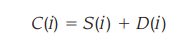 C(i) = S(i) + D(i)